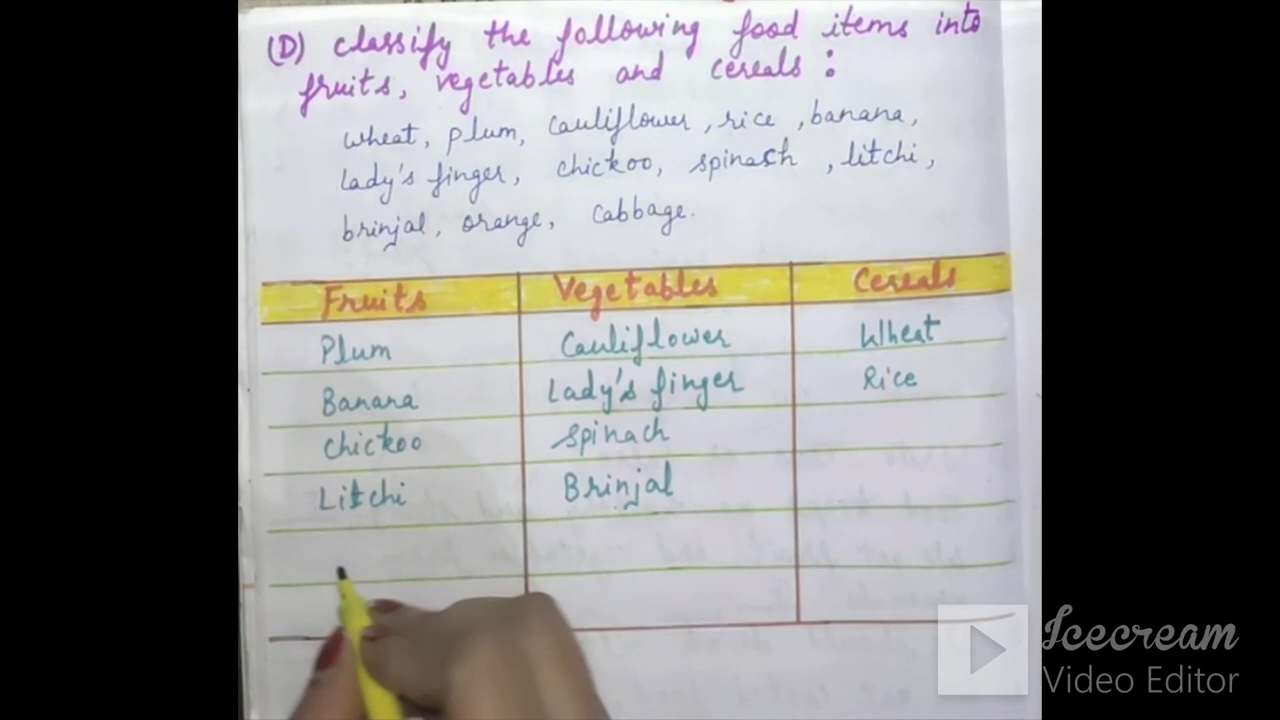 (D) Classify the following food items into
fruits, vegetables and cereals :
Wheat, plum, cauliflower, rice, banana,
lady's finger, chickoo, spinach, litchi,
brinjal, orange, cabbage.
Fruits Vegetables Cereals
Plum Cauliflower Wheat
Banana Lady's finger Rice
Chickoo Spinach
Litchi Brinjal
Icecream
Video Editor